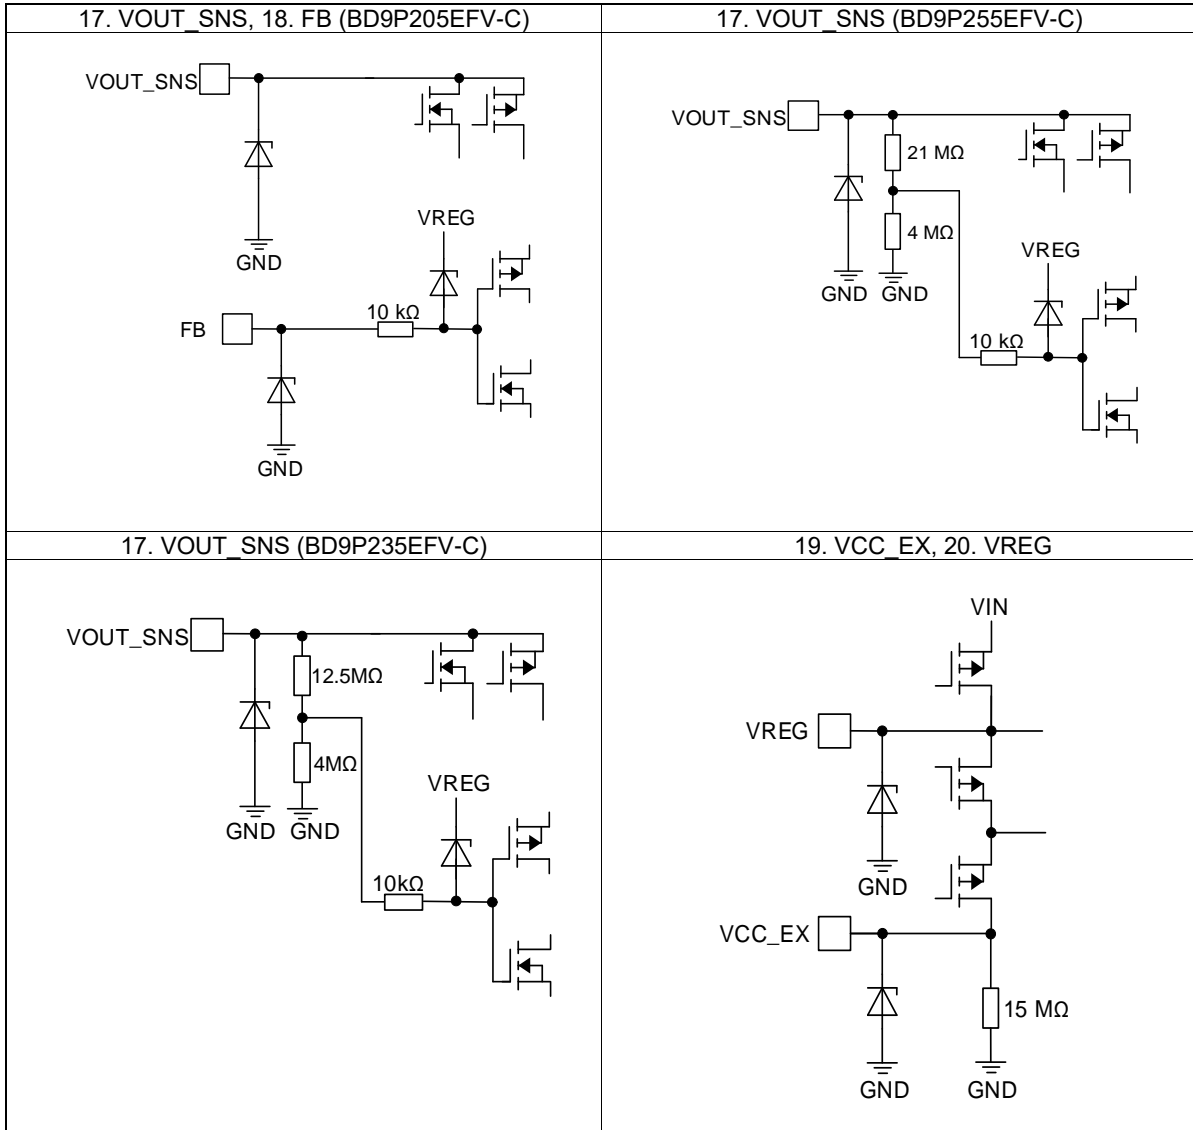 17. VOUT_SNS, 18. FB (BD9P205EFV-C)
VOUT_SNS
GND
VREG
10 kΩ
FB
GND
17. VOUT_SNS (BD9P255EFV-C)
VOUT_SNS
21 MΩ
4 MΩ
GND
GND
VREG
10 kΩ
17. VOUT_SNS (BD9P235EFV-C)
VOUT_SNS
12.5MΩ
4MΩ
GND
GND
VREG
10kΩ
19. VCC_EX, 20. VREG
VIN
VREG
GND
VCC_EX
15 MΩ
GND
GND